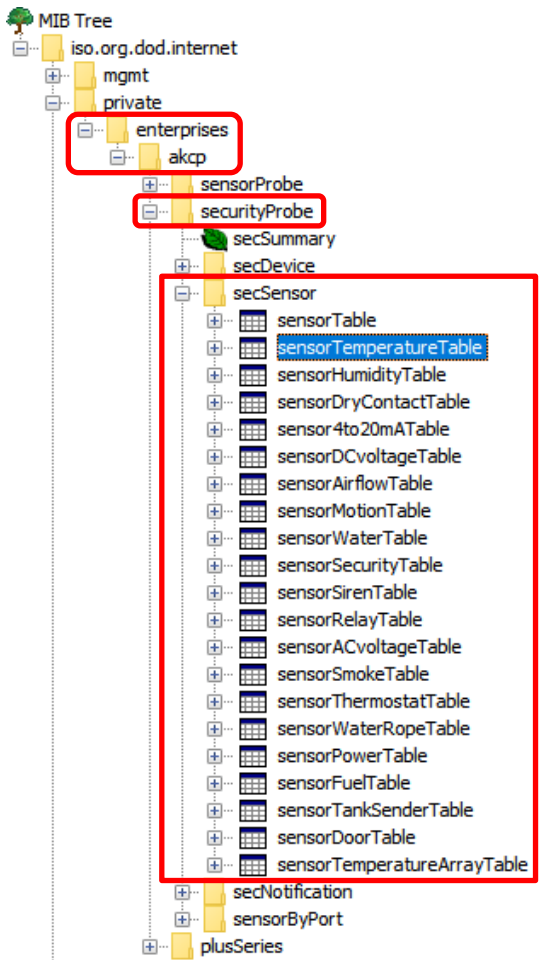 MIB Tree
iso.org.dod.internet
mgmt
private
enterprises
akcp
sensorProbe
securityProbe
secSummary
secDevice
secSensor
sensorTable
sensorTemperatureTable
sensorHumidityTable
sensorDryContactTable
sensor4to20mATable
sensorDCvoltageTable
sensorAirflowTable
sensorMotionTable
sensorWaterTable
sensorSecurityTable
sensorSirenTable
sensorRelayTable
sensorACvoltageTable
sensorSmokeTable
sensorThermostatTable
sensorWaterRopeTable
sensorPowerTable
sensorFuelTable
sensorTankSenderTable
sensorDoorTable
sensorTemperatureArrayTable
secNotification
sensorByPort
plusSeries